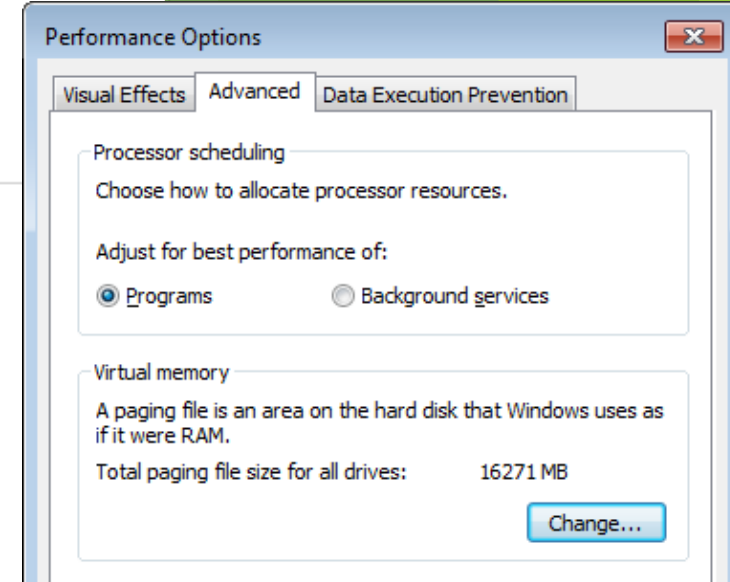 Performance Options
Visual Effects Advanced Data Execution Prevention
Processor scheduling
Choose how to allocate processor resources.
Adjust for best performance of:
Programs Background services
Virtual memory
A paging file is an area on the hard disk that Windows uses as
if it were RAM.
Total paging file size for all drives: 16271 MB
Change...